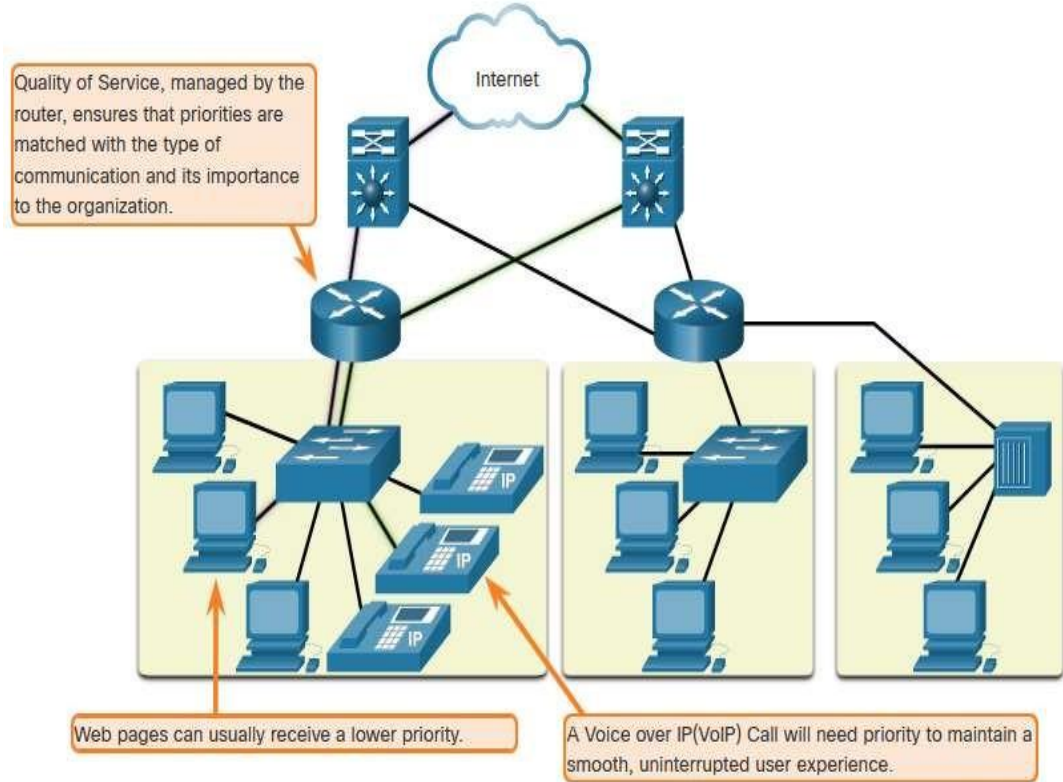 Internet
Quality of Service, managed by the
router, ensures that priorities are
matched with the type of
communication and its importance
to the organization.
IP
IP
IP
Web pages can usually receive a lower priority.
A Voice over IP(VoIP) Call will need priority to maintain a
smooth, uninterrupted user experience.